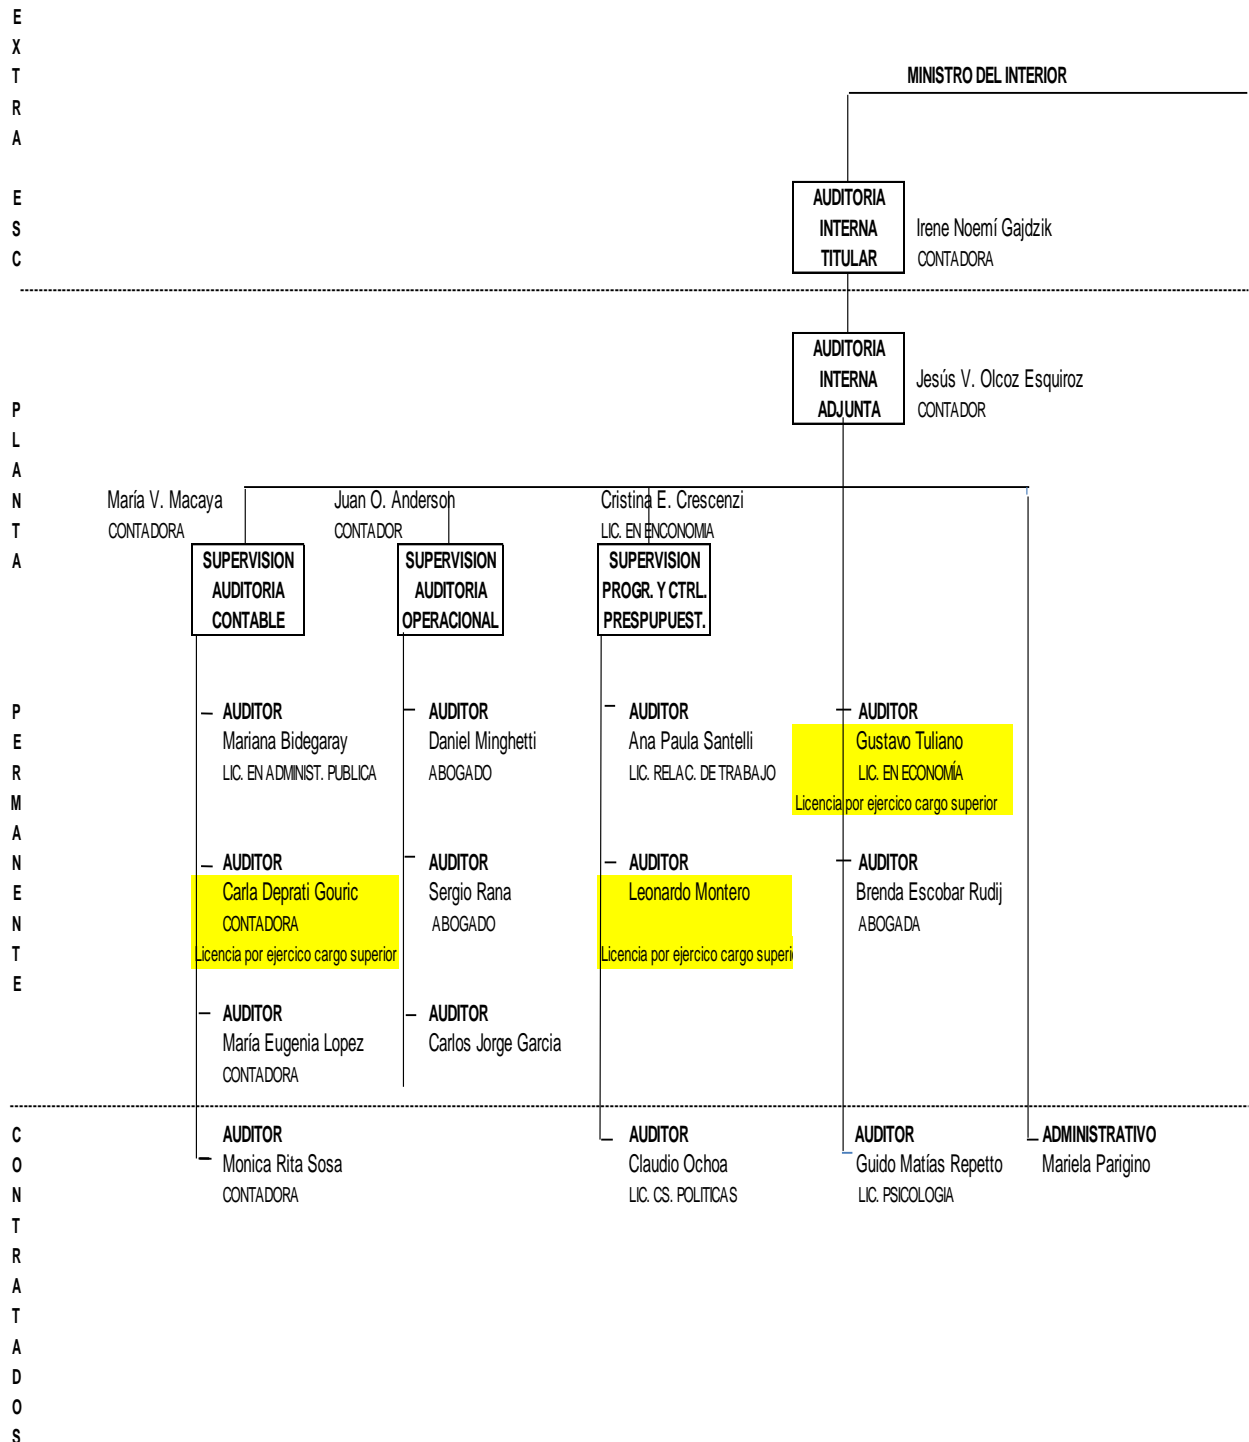 EXTRA ESC
MINISTRO DEL INTERIOR
AUDITORIA
INTERNA
TITULAR
Irene Noemí Gajdzik
CONTADORA
PLANTA PERMANENTE
AUDITORIA
INTERNA
ADJUNTA
Jesús V. Olcoz Esquiroz
CONTADOR
María V. Macaya
CONTADORA
SUPERVISION
AUDITORIA
CONTABLE
Juan O. Anderson
CONTADOR
SUPERVISION
AUDITORIA
OPERACIONAL
Cristina E. Crescenzi
LIC. EN ENCONOMIA
SUPERVISION
PROGR. Y CTRL.
PRESPUPUEST.
AUDITOR
Mariana Bidegaray
LIC. EN ADMINIST. PUBLICA
AUDITOR
Daniel Minghetti
ABOGADO
AUDITOR
Ana Paula Santelli
LIC. RELAC. DE TRABAJO
AUDITOR
Gustavo Tuliano
LIC. EN ECONOMÍA
Licencia por ejercico cargo superior
AUDITOR
Carla Deprati Gouric
CONTADORA
Licencia por ejercico cargo superior
AUDITOR
Sergio Rana
ABOGADO
AUDITOR
Leonardo Montero
Licencia por ejercico cargo superi
AUDITOR
Brenda Escobar Rudij
ABOGADA
AUDITOR
María Eugenia Lopez
CONTADORA
AUDITOR
Carlos Jorge Garcia
CONTRATADOS
AUDITOR
Monica Rita Sosa
CONTADORA
AUDITOR
Claudio Ochoa
LIC. CS. POLITICAS
AUDITOR
Guido Matías Repetto
LIC. PSICOLOGIA
ADMINISTRATIVO
Mariela Parigino